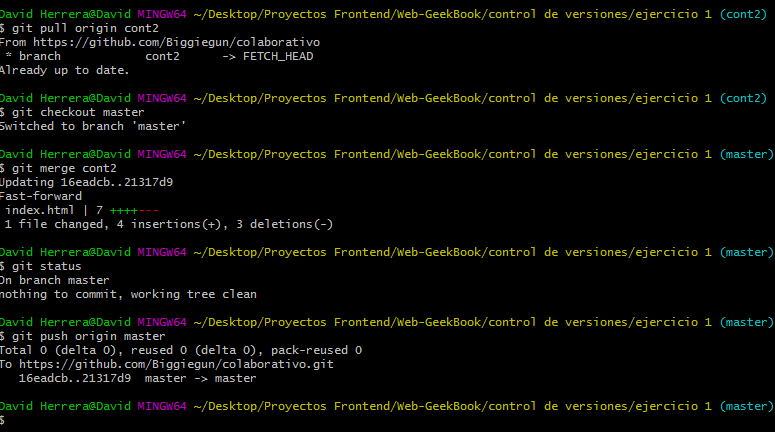 David Herrera@David MINGW64 ~/Desktop/Proyectos Frontend/Web-GeekBook/control de versiones/ejercicio 1 (cont2)
$ git pull origin cont2
From https://github.com/Biggiegun/colaborativo
 * branch            cont2      -> FETCH_HEAD
Already up to date.
David Herrera@David MINGW64 ~/Desktop/Proyectos Frontend/Web-GeekBook/control de versiones/ejercicio 1 (cont2)
$ git checkout master
Switched to branch 'master'
David Herrera@David MINGW64 ~/Desktop/Proyectos Frontend/Web-GeekBook/control de versiones/ejercicio 1 (master)
$ git merge cont2
Updating 16eadcb..21317d9
Fast-forward
 index.html | 7 ++++---
 1 file changed, 4 insertions(+), 3 deletions(-)
David Herrera@David MINGW64 ~/Desktop/Proyectos Frontend/Web-GeekBook/control de versiones/ejercicio 1 (master)
$ git status
On branch master
nothing to commit, working tree clean
David Herrera@David MINGW64 ~/Desktop/Proyectos Frontend/Web-GeekBook/control de versiones/ejercicio 1 (master)
$ git push origin master
Total 0 (delta 0), reused 0 (delta 0), pack-reused 0
To https://github.com/Biggiegun/colaborativo.git
   16eadcb..21317d9  master -> master
David Herrera@David MINGW64 ~/Desktop/Proyectos Frontend/Web-GeekBook/control de versiones/ejercicio 1 (master)
$